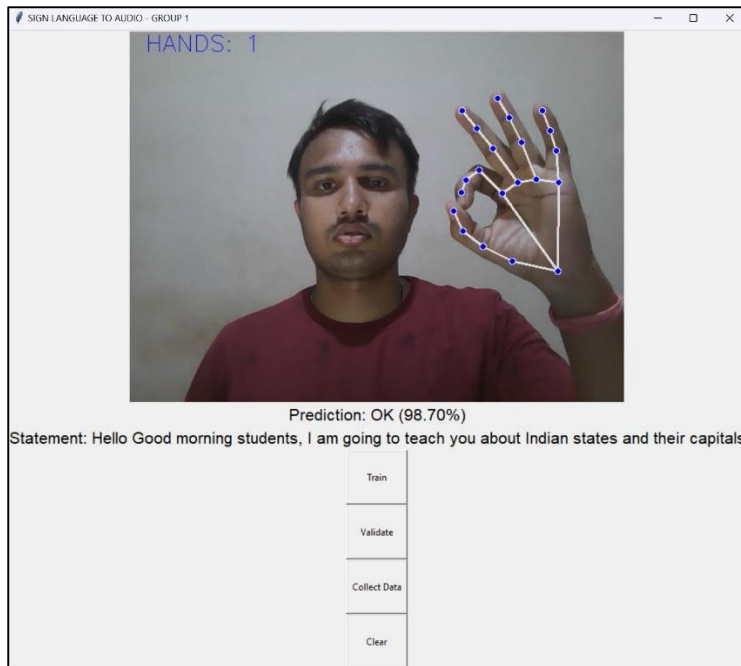 SIGN LANGUAGE TO AUDIO - GROUP 1
HANDS: 1
Prediction: OK (98.70%)
Statement: Hello Good morning students, I am going to teach you about Indian states and their capitals
Train
Validate
Collect Data
Clear